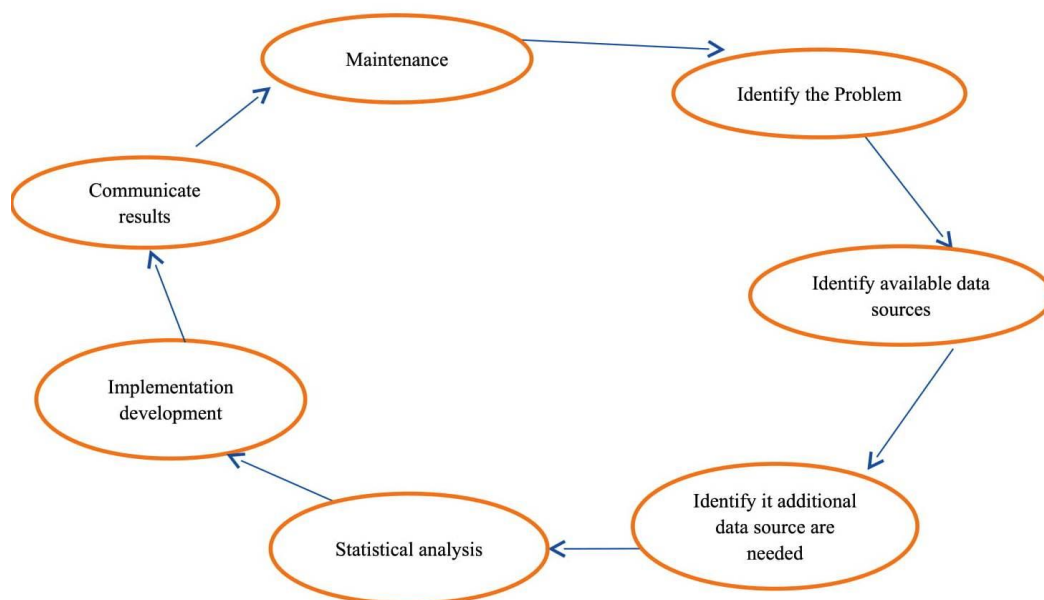 Maintenance
Identify the Problem
Identify available data
sources
Identify it additional
data source are
needed
Statistical analysis
Implementation
development
Communicate
results